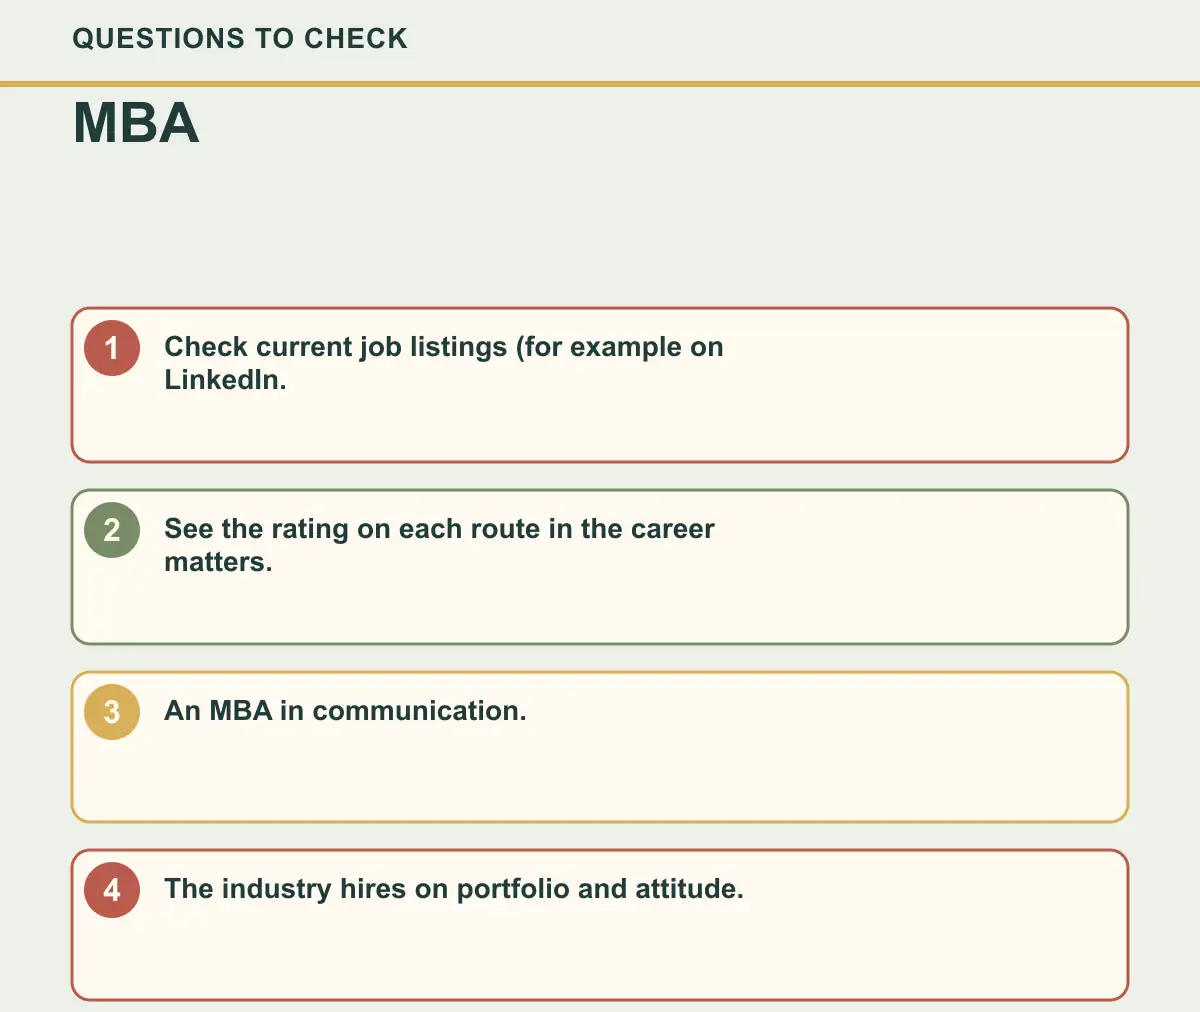 QUESTIONS TO CHECK
MBA
1
Check current job listings (for example on
LinkedIn.
2
See the rating on each route in the career
matters.
3
An MBA in communication.
4
The industry hires on portfolio and attitude.